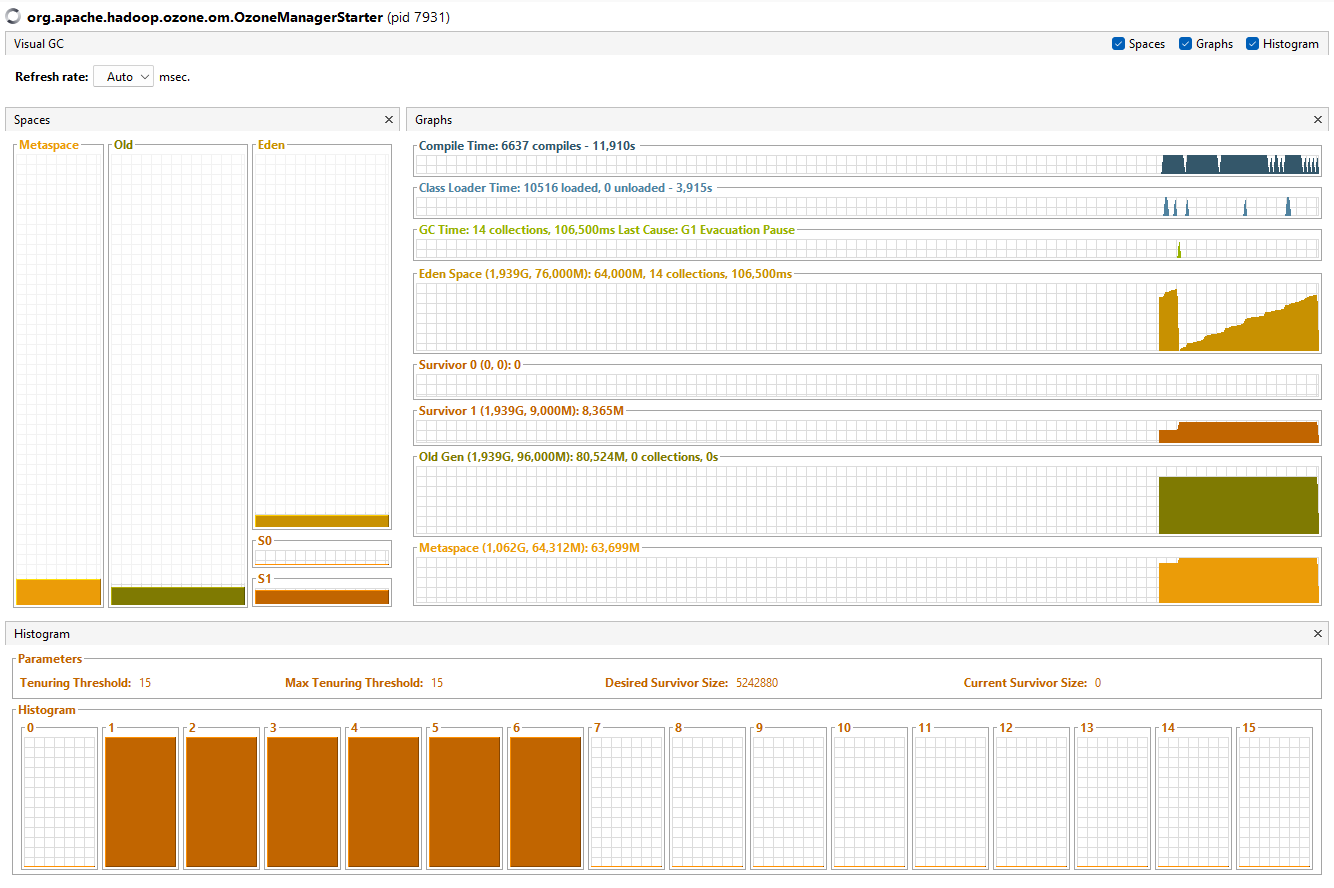 org.apache.hadoop.ozone.om.OzoneManagerStarter (pid 7931)
Visual GC
Spaces Graphs Histogram
Refresh rate: Auto msec.
Spaces
Metaspace Old Eden
S0
S1
Graphs
Compile Time: 6637 compiles - 11,910s
Class Loader Time: 10516 loaded, 0 unloaded - 3,915s
GC Time: 14 collections, 106,500ms Last Cause: G1 Evacuation Pause
Eden Space (1,939G, 76,000M): 64,000M, 14 collections, 106,500ms
Survivor 0 (0, 0): 0
Survivor 1 (1,939G, 9,000M): 8,365M
Old Gen (1,939G, 96,000M): 80,524M, 0 collections, 0s
Metaspace (1,062G, 64,312M): 63,699M
Histogram
Parameters
Tenuring Threshold: 15 Max Tenuring Threshold: 15 Desired Survivor Size: 5242880 Current Survivor Size: 0
Histogram
0 1 2 3 4 5 6 7 8 9 10 11 12 13 14 15